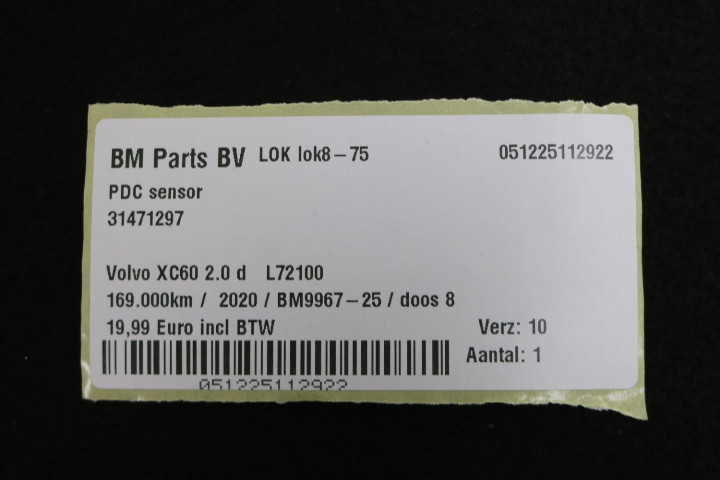 BM Parts BV LOK lok8-75 051225112922
PDC sensor
31471297
Volvo XC60 2.0 d L72100
169.000km / 2020 / BM9967-25 / doos 8
19,99 Euro incl BTW Verz: 10
Aantal: 1
051225112922